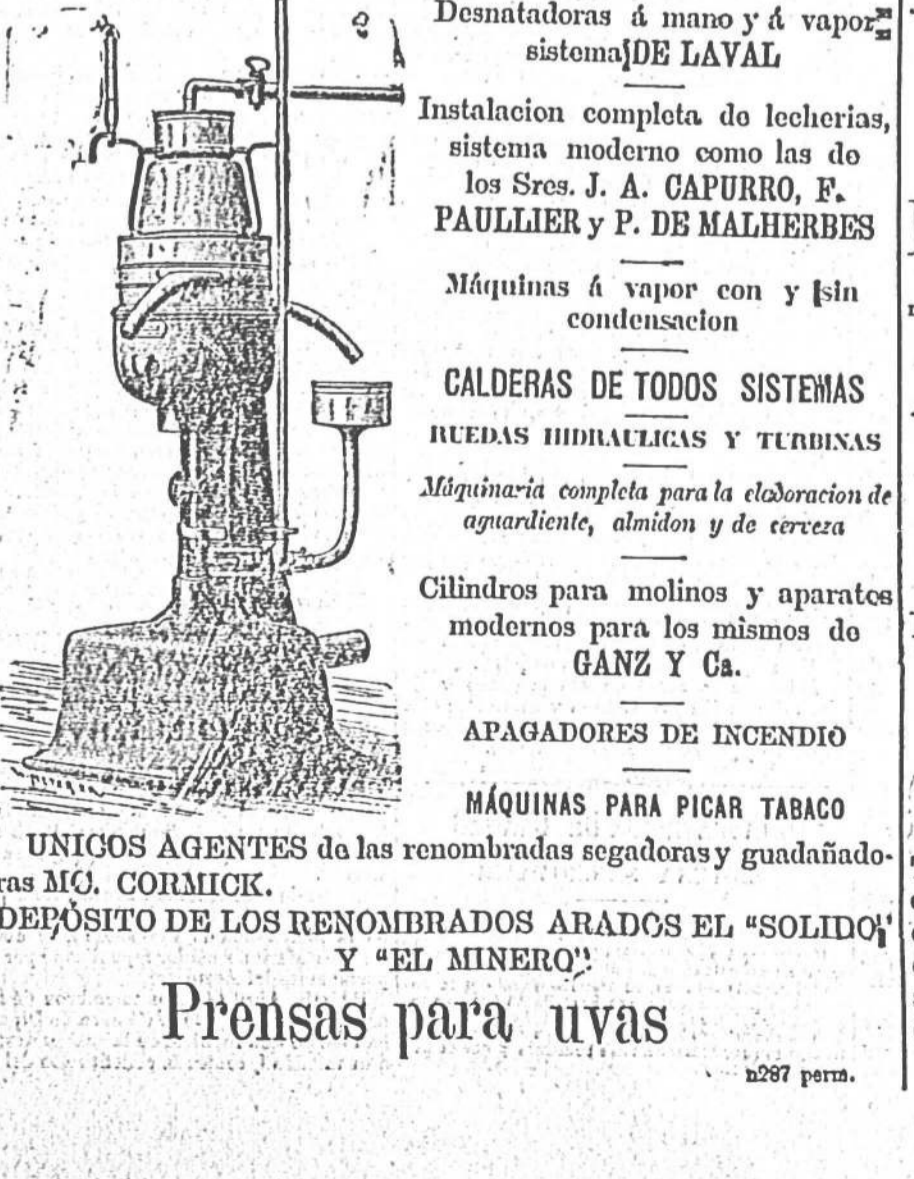 Desnatadoras á mano y á vapor
sistema DE LAVAL
Instalacion completa de lecherias,
sistema moderno como las de
los Sres. J. A. CAPURRO, F.
PAULLIER y P. DE MALHERBES
Máquinas á vapor con y sin
condensacion
CALDERAS DE TODOS SISTEMAS
RUEDAS HIDRAULICAS Y TURBINAS
Máquinaria completa para la elaboracion de
aguardiente, almidon y de cerveza
Cilindros para molinos y aparatos
modernos para los mismos de
GANZ Y Ca.
APAGADORES DE INCENDIO
MÁQUINAS PARA PICAR TABACO
UNICOS AGENTES de las renombradas segadoras y guadañado-
ras MC. CORMICK.
DEPÓSITO DE LOS RENOMBRADOS ARADOS EL "SOLIDO"
Y "EL MINERO"
Prensas para uvas
n287 perm.